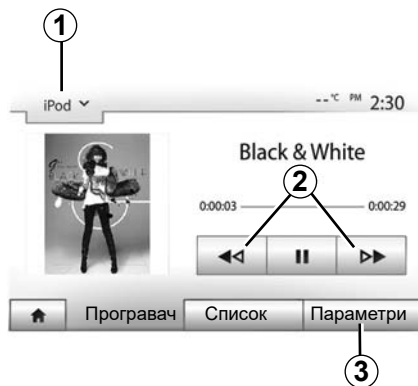 1
iPod
--°C PM 2:30
Black & White
2
0:00:03 0:00:29
Програвач Список Параметри
3